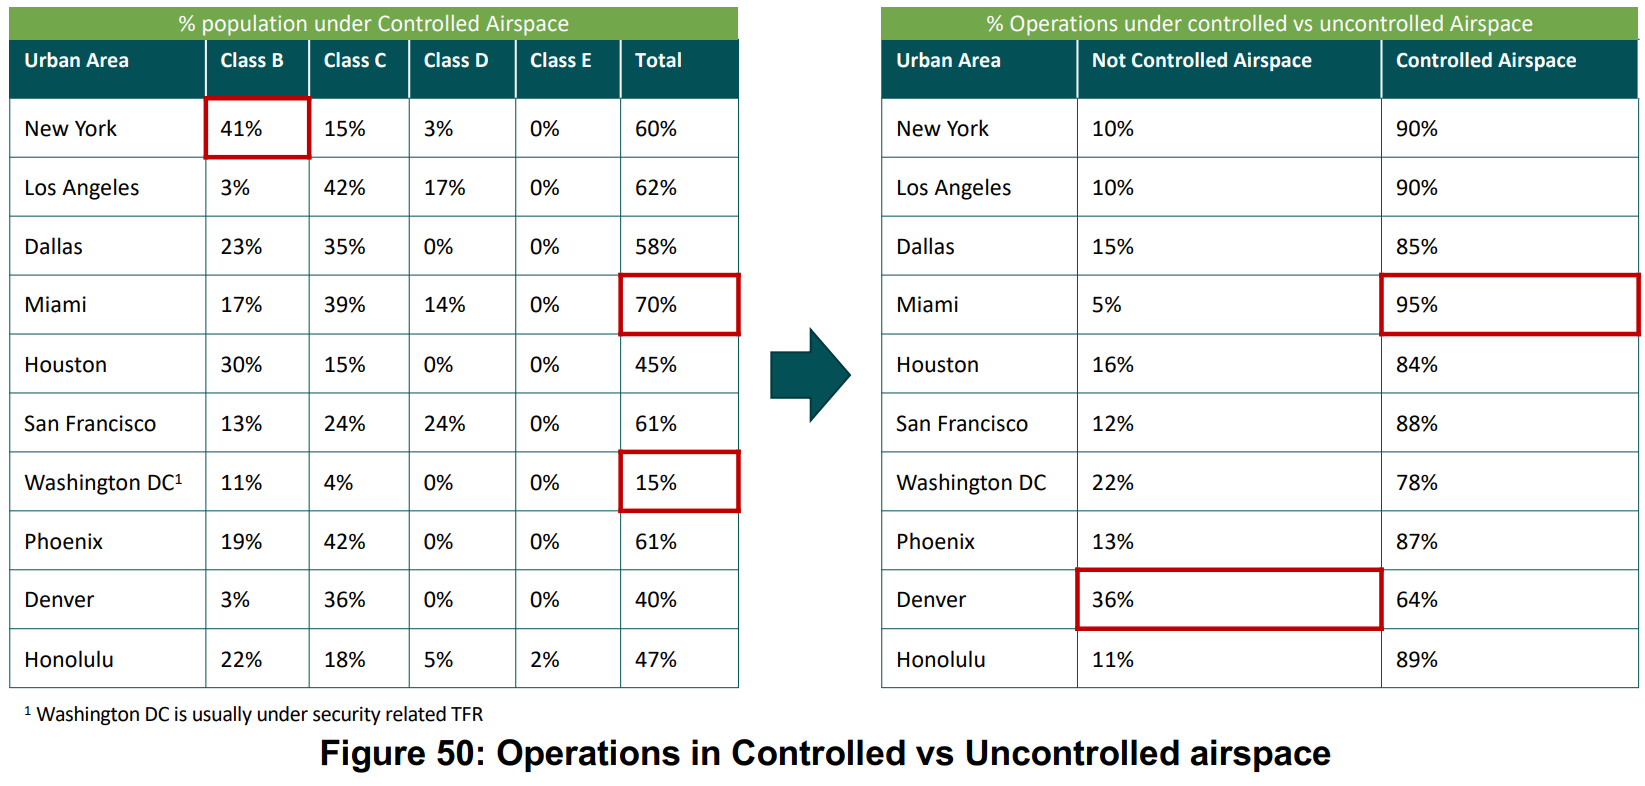 % population under Controlled Airspace
Urban Area Class B Class C Class D Class E Total
New York 41% 15% 3% 0% 60%
Los Angeles 3% 42% 17% 0% 62%
Dallas 23% 35% 0% 0% 58%
Miami 17% 39% 14% 0% 70%
Houston 30% 15% 0% 0% 45%
San Francisco 13% 24% 24% 0% 61%
Washington DC¹ 11% 4% 0% 0% 15%
Phoenix 19% 42% 0% 0% 61%
Denver 3% 36% 0% 0% 40%
Honolulu 22% 18% 5% 2% 47%
¹ Washington DC is usually under security related TFR
% Operations under controlled vs uncontrolled Airspace
Urban Area Not Controlled Airspace Controlled Airspace
New York 10% 90%
Los Angeles 10% 90%
Dallas 15% 85%
Miami 5% 95%
Houston 16% 84%
San Francisco 12% 88%
Washington DC 22% 78%
Phoenix 13% 87%
Denver 36% 64%
Honolulu 11% 89%
Figure 50: Operations in Controlled vs Uncontrolled airspace